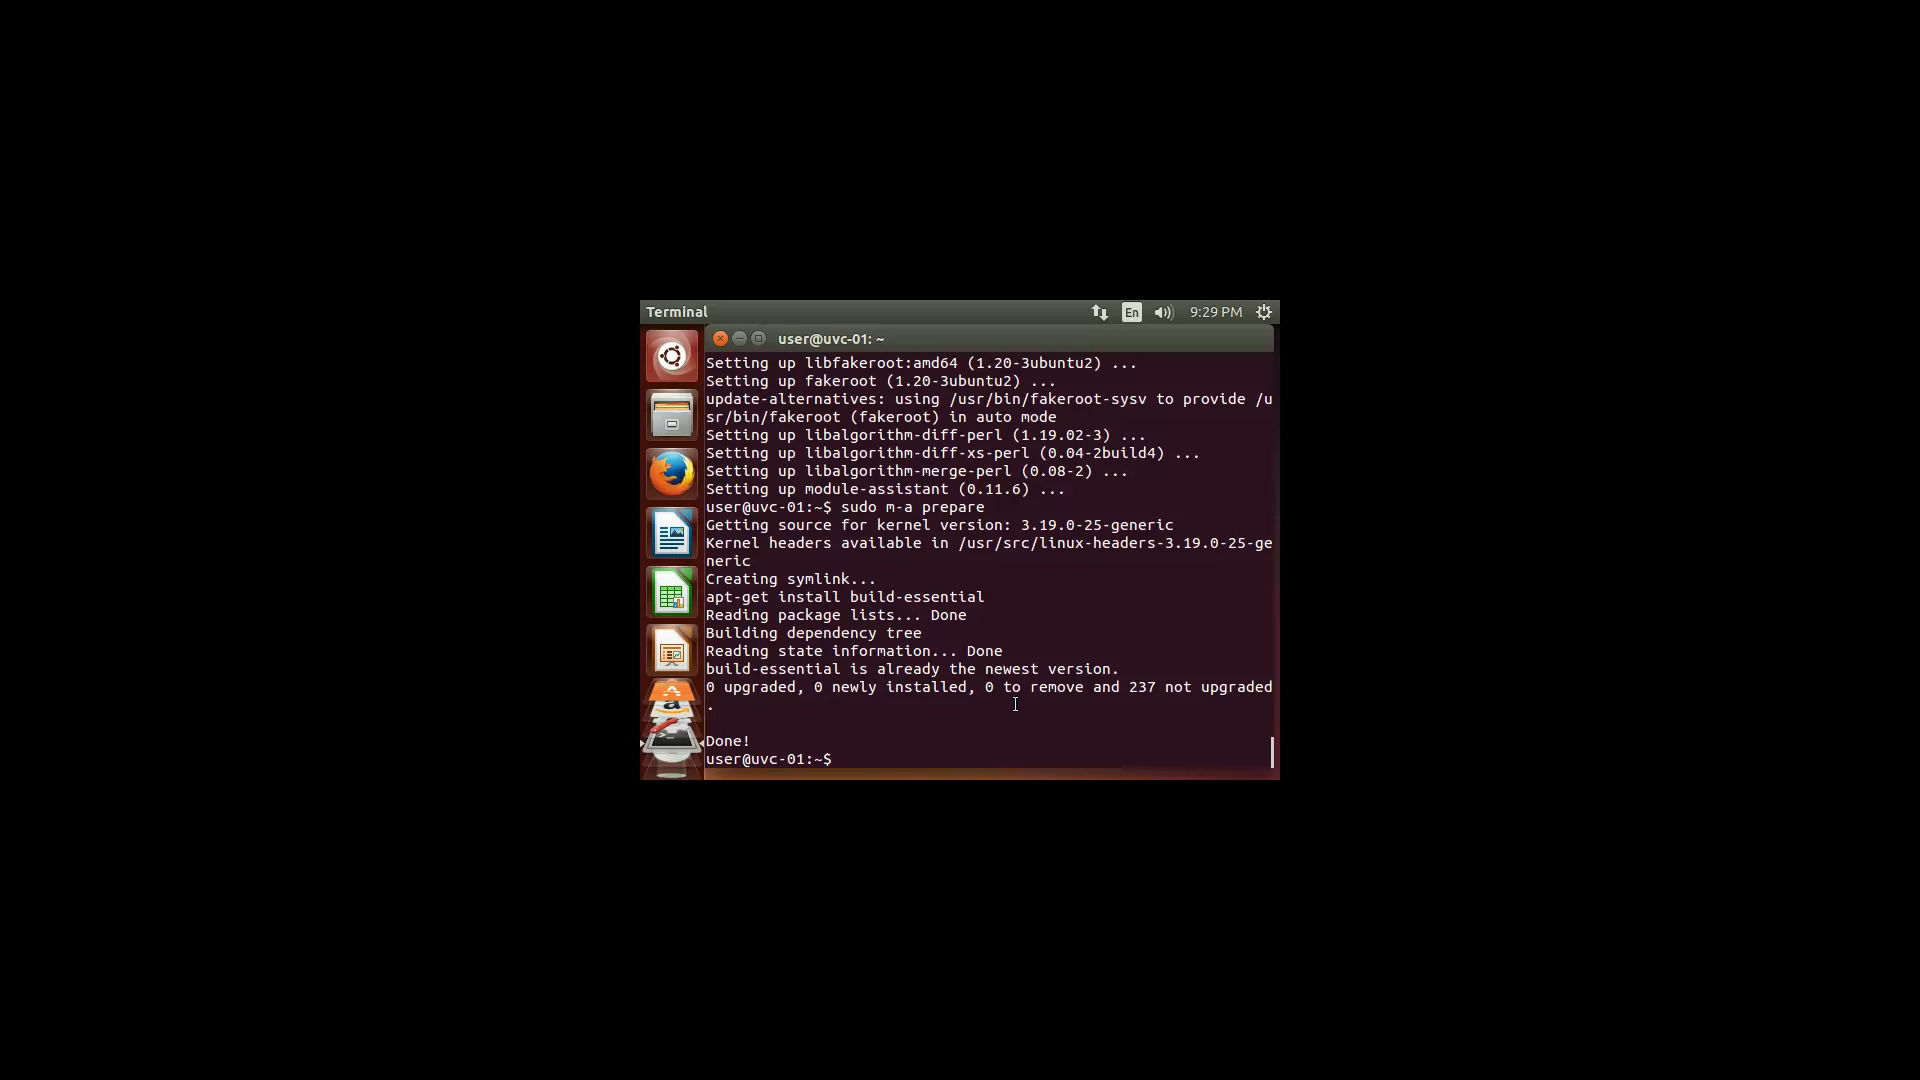 Terminal
En
9:29 PM
user@uvc-01: ~
Setting up libfakeroot:amd64 (1.20-3ubuntu2) ...
Setting up fakeroot (1.20-3ubuntu2) ...
update-alternatives: using /usr/bin/fakeroot-sysv to provide /u
sr/bin/fakeroot (fakeroot) in auto mode
Setting up libalgorithm-diff-perl (1.19.02-3) ...
Setting up libalgorithm-diff-xs-perl (0.04-2build4) ...
Setting up libalgorithm-merge-perl (0.08-2) ...
Setting up module-assistant (0.11.6) ...
user@uvc-01:~$ sudo m-a prepare
Getting source for kernel version: 3.19.0-25-generic
Kernel headers available in /usr/src/linux-headers-3.19.0-25-ge
neric
Creating symlink...
apt-get install build-essential
Reading package lists... Done
Building dependency tree
Reading state information... Done
build-essential is already the newest version.
0 upgraded, 0 newly installed, 0 to remove and 237 not upgraded
.
Done!
user@uvc-01:~$